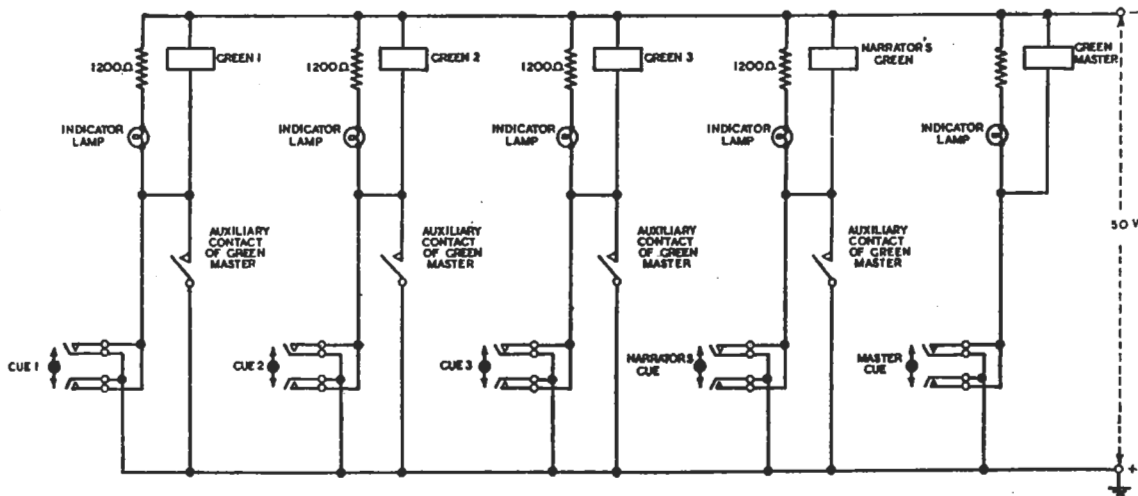 1200Ω
GREEN 1
INDICATOR
LAMP
AUXILIARY
CONTACT
OF GREEN
MASTER
CUE 1
1200Ω
GREEN 2
INDICATOR
LAMP
AUXILIARY
CONTACT
OF GREEN
MASTER
CUE 2
1200Ω
GREEN 3
INDICATOR
LAMP
AUXILIARY
CONTACT
OF GREEN
MASTER
CUE 3
1200Ω
NARRATOR'S
GREEN
INDICATOR
LAMP
AUXILIARY
CONTACT
OF GREEN
MASTER
NARRATORS
CUE
GREEN
MASTER
INDICATOR
LAMP
MASTER
CUE
−
50 V
+